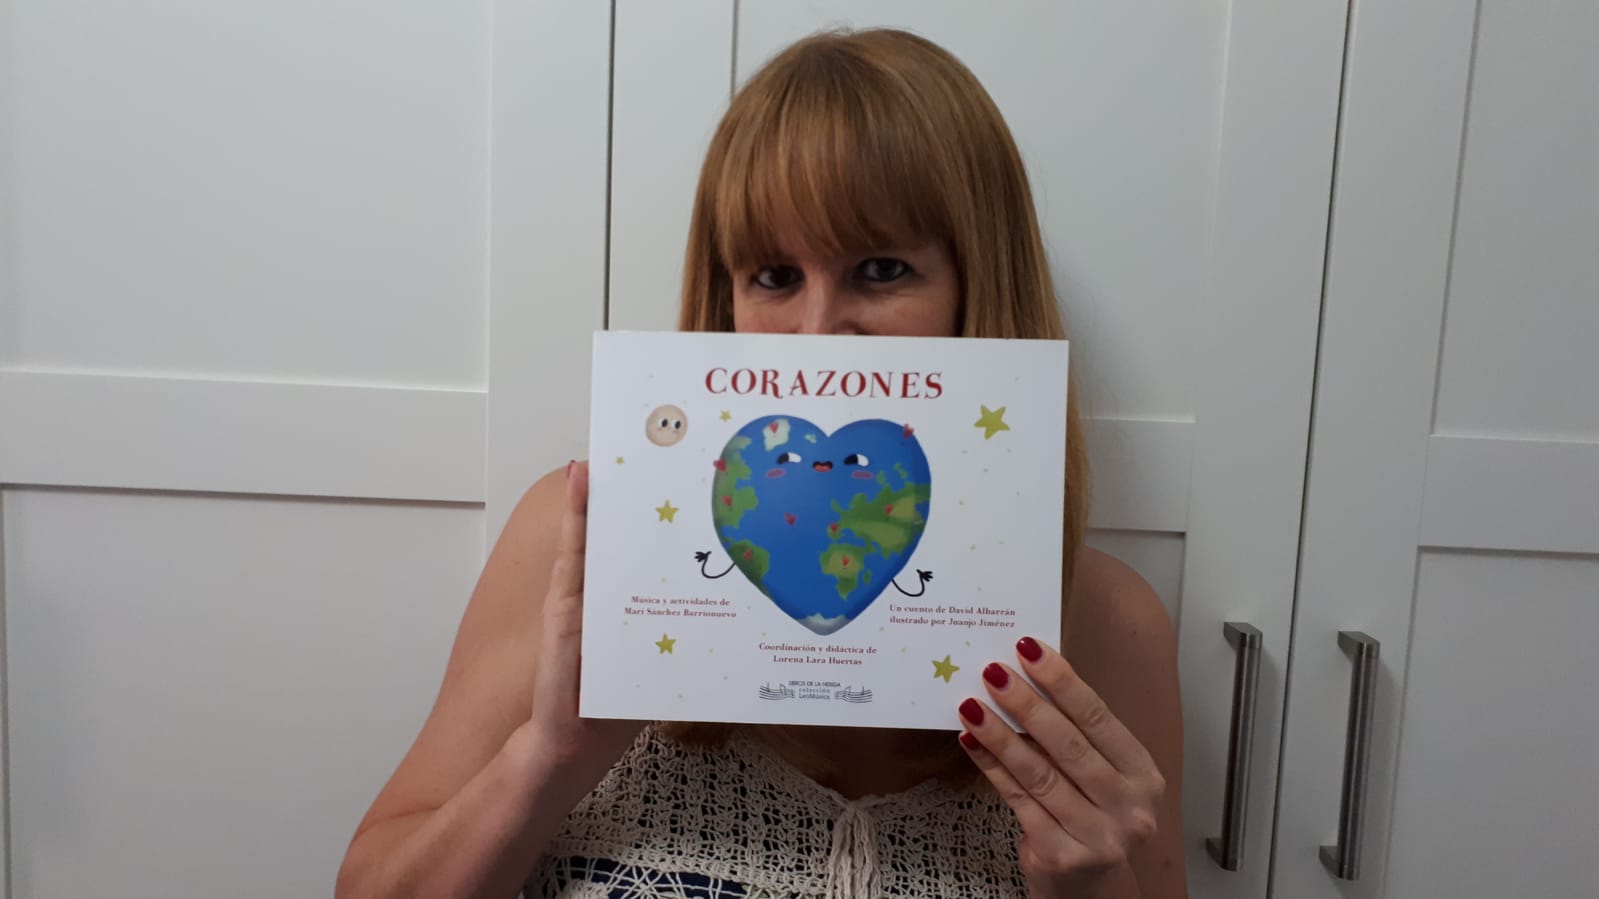 CORAZONES
Música y actividades de
Mari Sánchez Barrionuevo
Un cuento de David Albarrán
ilustrado por Juanjo Jiménez
Coordinación y didáctica de
Lorena Lara Huertas
LIBROS DE LA HERIDA
colección
LeoMúsica